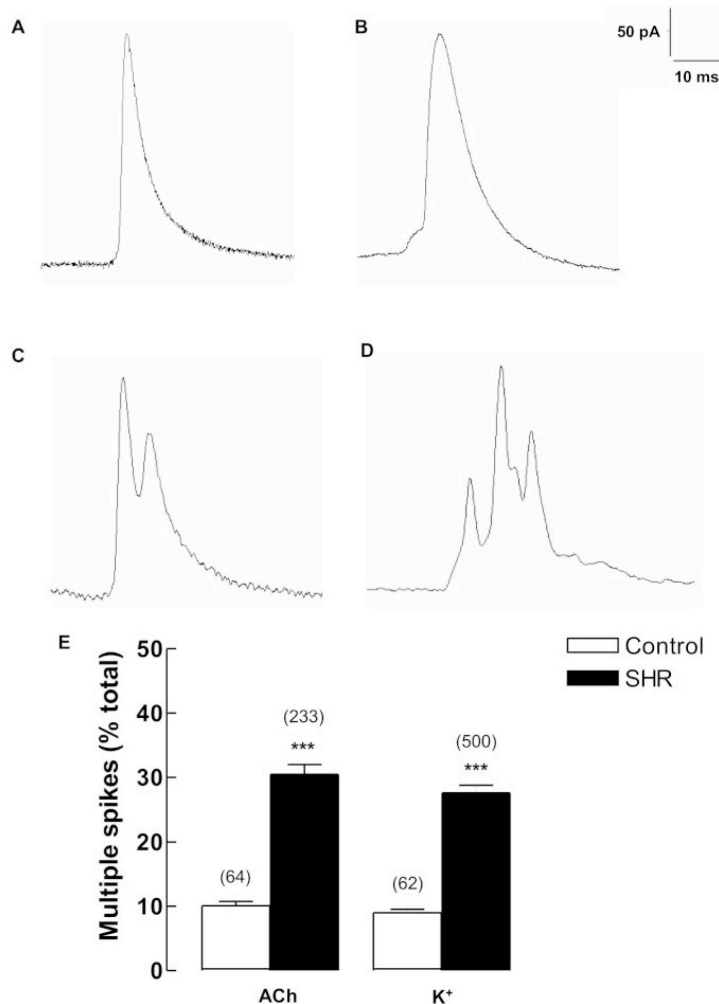 A
B
50 pA
10 ms
C
D
E
Multiple spikes (% total)
50
40
30
20
10
0
Control
SHR
(64)
(233)
***
(62)
(500)
***
ACh
K⁺